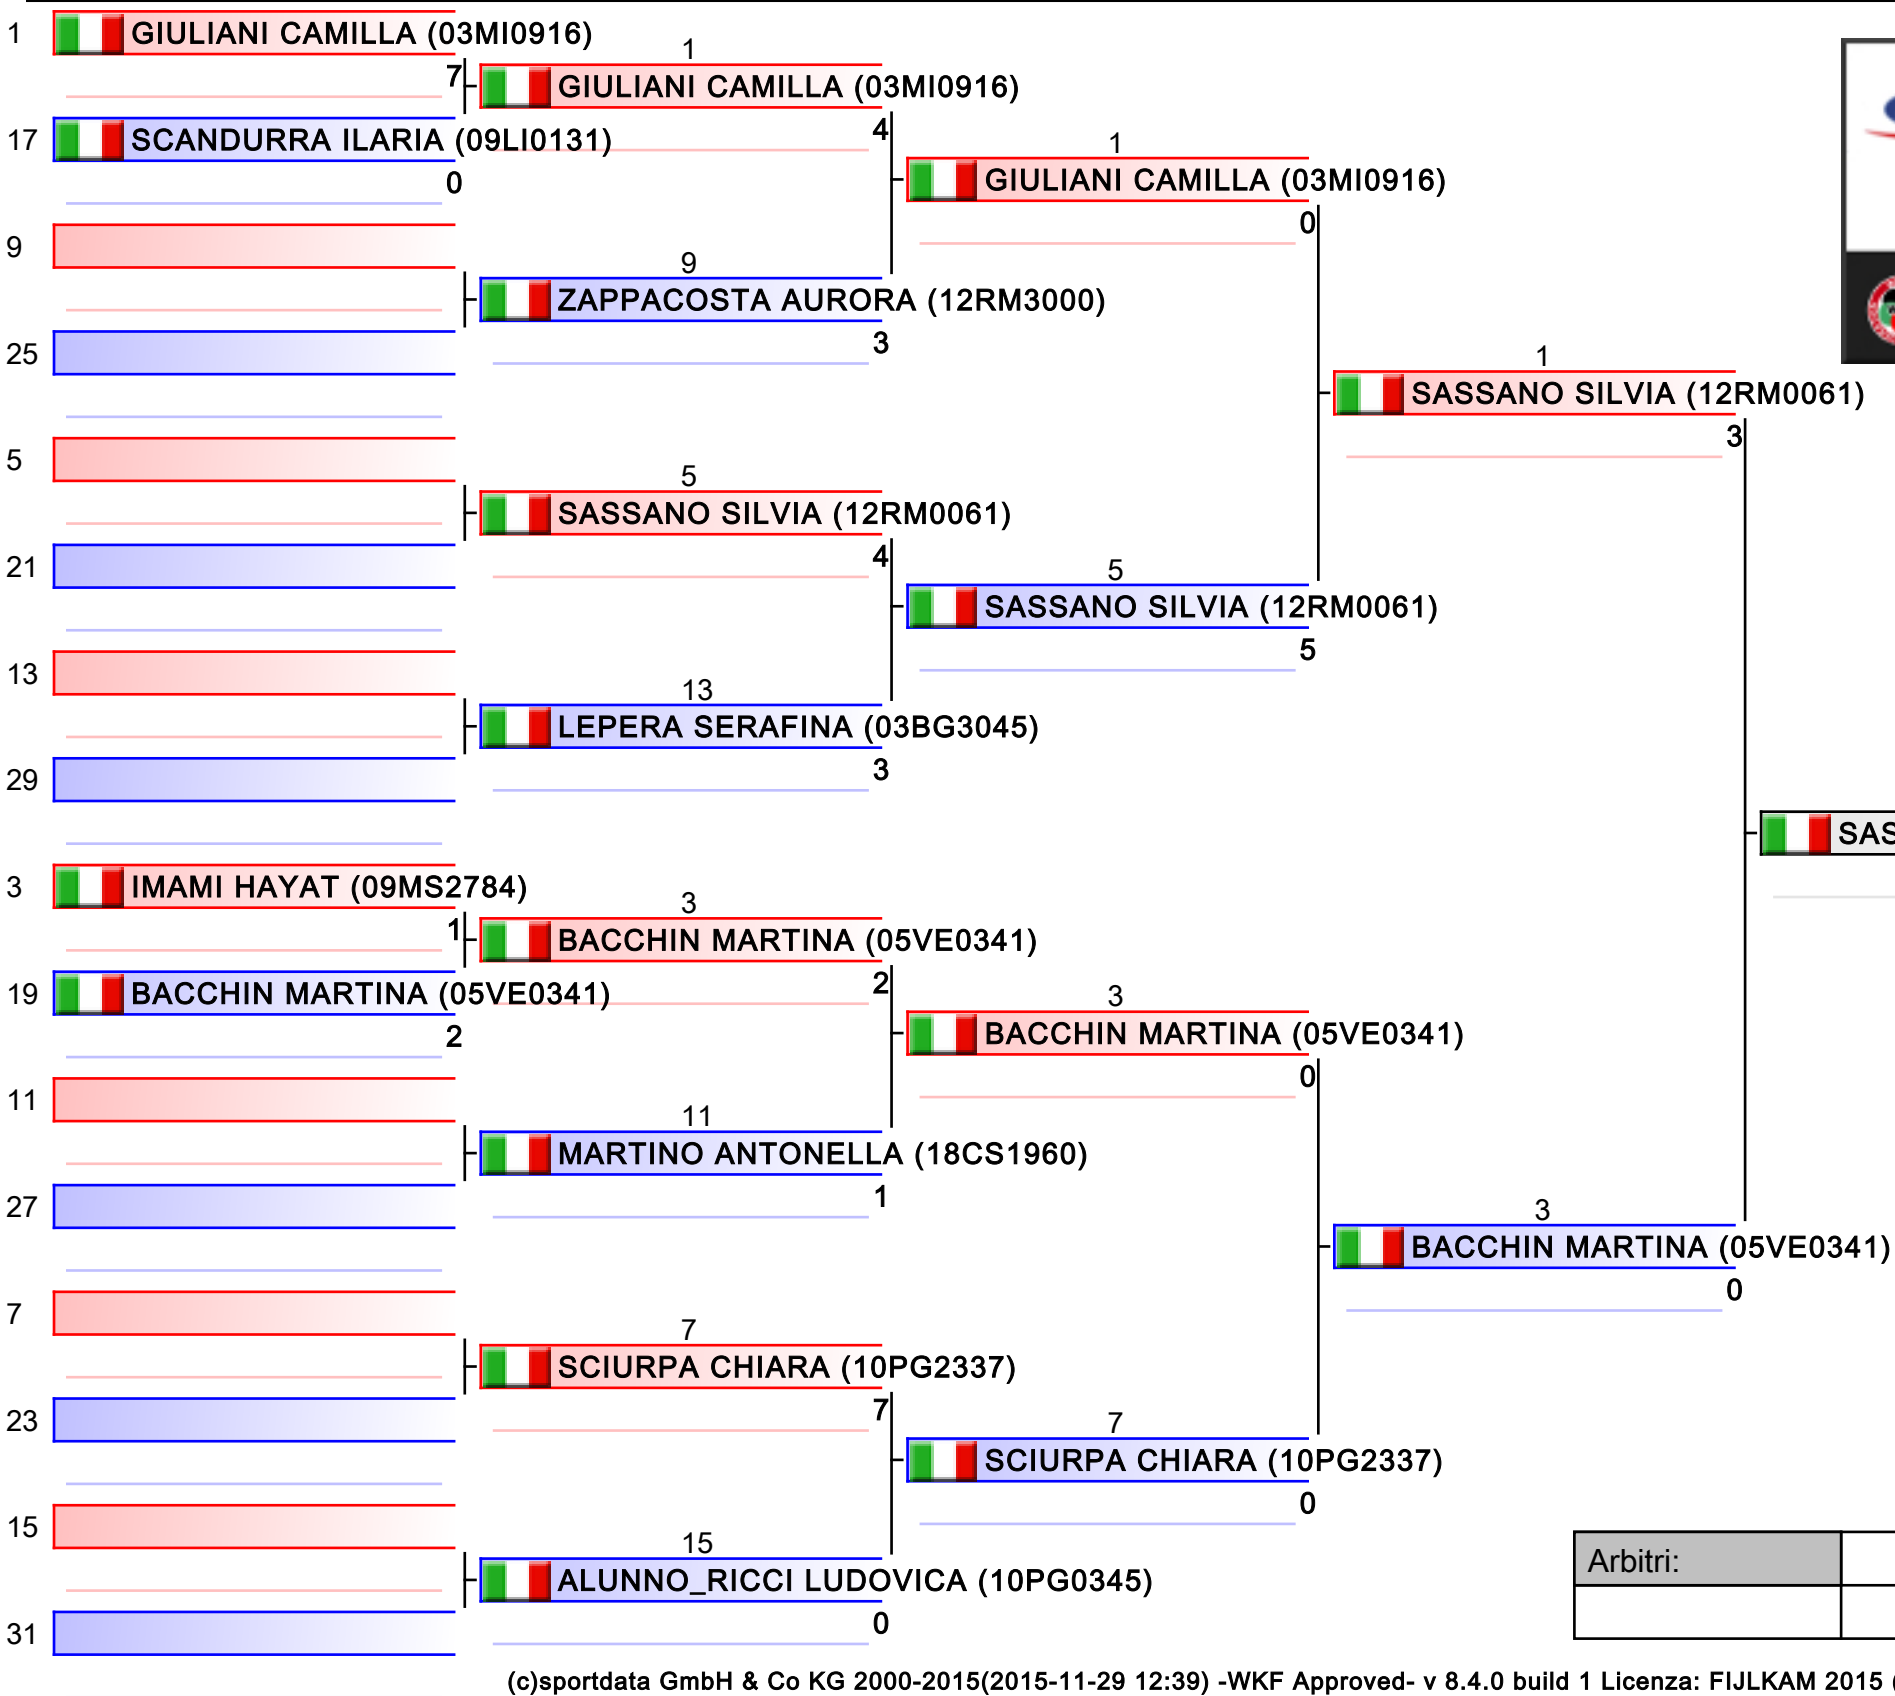 1 GIULIANI CAMILLA (03MI0916)
7
17 SCANDURRA ILARIA (09LI0131)
0
9
25
5
21
13
29
3 IMAMI HAYAT (09MS2784)
1
19 BACCHIN MARTINA (05VE0341)
2
11
27
7
23
15
31
1
GIULIANI CAMILLA (03MI0916)
4
9
ZAPPACOSTA AURORA (12RM3000)
3
5
SASSANO SILVIA (12RM0061)
4
13
LEPERA SERAFINA (03BG3045)
3
3
BACCHIN MARTINA (05VE0341)
2
11
MARTINO ANTONELLA (18CS1960)
1
7
SCIURPA CHIARA (10PG2337)
7
15
ALUNNO_RICCI LUDOVICA (10PG0345)
0
1
GIULIANI CAMILLA (03MI0916)
0
5
SASSANO SILVIA (12RM0061)
5
3
BACCHIN MARTINA (05VE0341)
0
7
SCIURPA CHIARA (10PG2337)
0
1
SASSANO SILVIA (12RM0061)
3
3
BACCHIN MARTINA (05VE0341)
0
SAS
Arbitri:
(c)sportdata GmbH & Co KG 2000-2015(2015-11-29 12:39) -WKF Approved- v 8.4.0 build 1 Licenza: FIJLKAM 2015